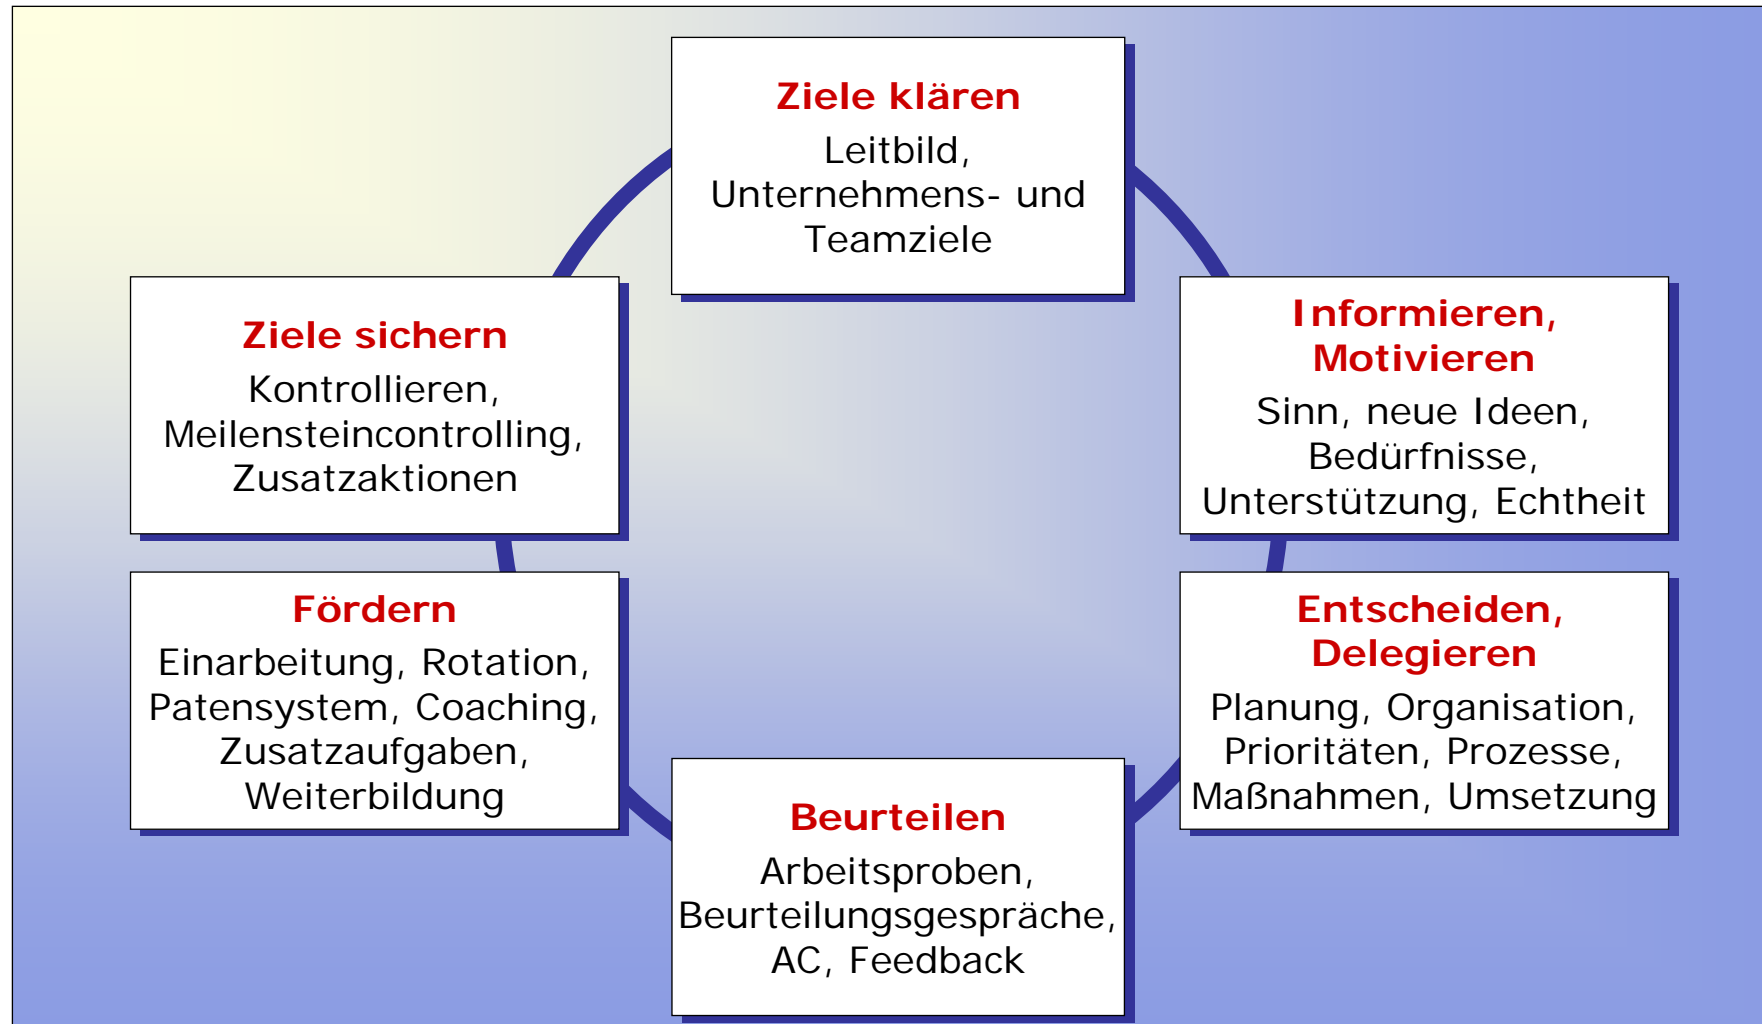 Ziele klären
Leitbild,
Unternehmens- und
Teamziele
Informieren,
Motivieren
Sinn, neue Ideen,
Bedürfnisse,
Unterstützung, Echtheit
Entscheiden,
Delegieren
Planung, Organisation,
Prioritäten, Prozesse,
Maßnahmen, Umsetzung
Beurteilen
Arbeitsproben,
Beurteilungsgespräche,
AC, Feedback
Fördern
Einarbeitung, Rotation,
Patensystem, Coaching,
Zusatzaufgaben,
Weiterbildung
Ziele sichern
Kontrollieren,
Meilensteincontrolling,
Zusatzaktionen